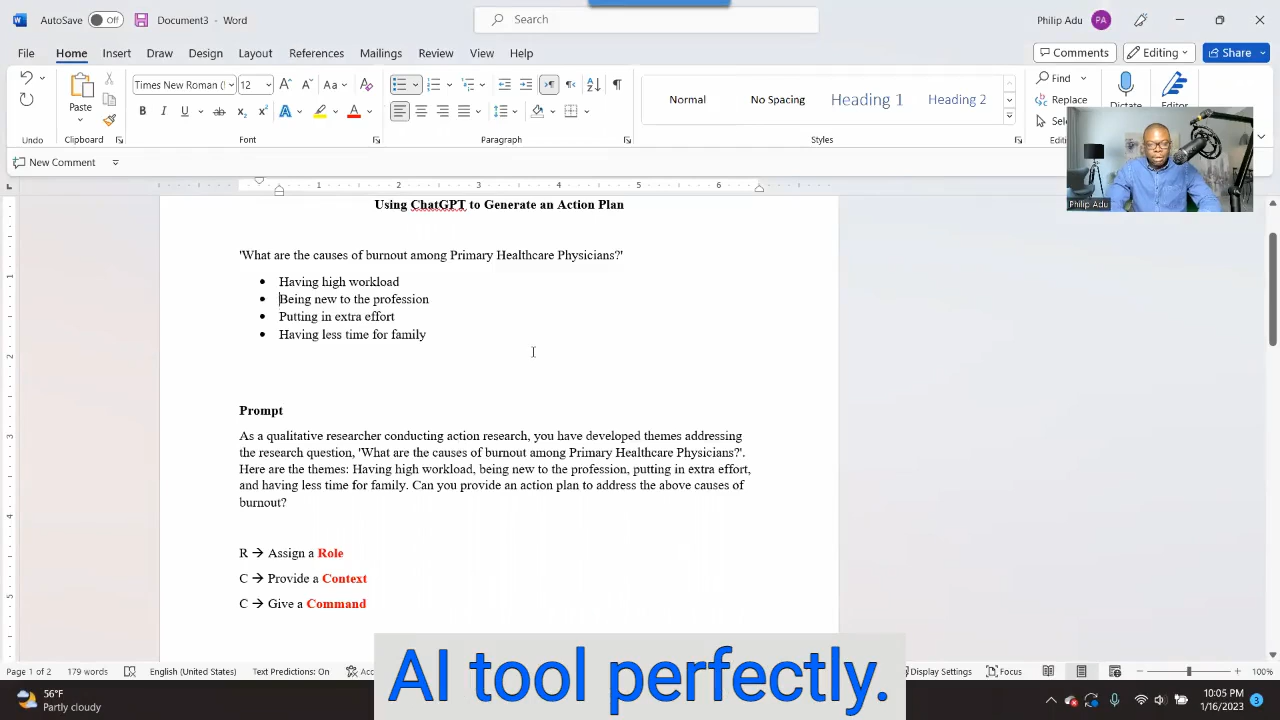 AutoSave Off Document3 - Word Search Philip Adu PA
File Home Insert Draw Design Layout References Mailings Review View Help Comments Editing Share
Paste Times New Roman ( 12 Normal No Spacing Heading 1 Heading 2 Find Replace Dictate Editor
Undo Font Paragraph Styles
New Comment
1 2 3 4 5 6
Philip Adu
Using ChatGPT to Generate an Action Plan
'What are the causes of burnout among Primary Healthcare Physicians?'
• Having high workload
• Being new to the profession
• Putting in extra effort
• Having less time for family
Prompt
As a qualitative researcher conducting action research, you have developed themes addressing
the research question, 'What are the causes of burnout among Primary Healthcare Physicians?'.
Here are the themes: Having high workload, being new to the profession, putting in extra effort,
and having less time for family. Can you provide an action plan to address the above causes of
burnout?
R → Assign a Role
C → Provide a Context
C → Give a Command
AI tool perfectly.
Page 1 of 2 179 words English (United States) Text Predictions: On Display Settings Focus 100%
56°F
Partly cloudy
10:05 PM
1/16/2023
3